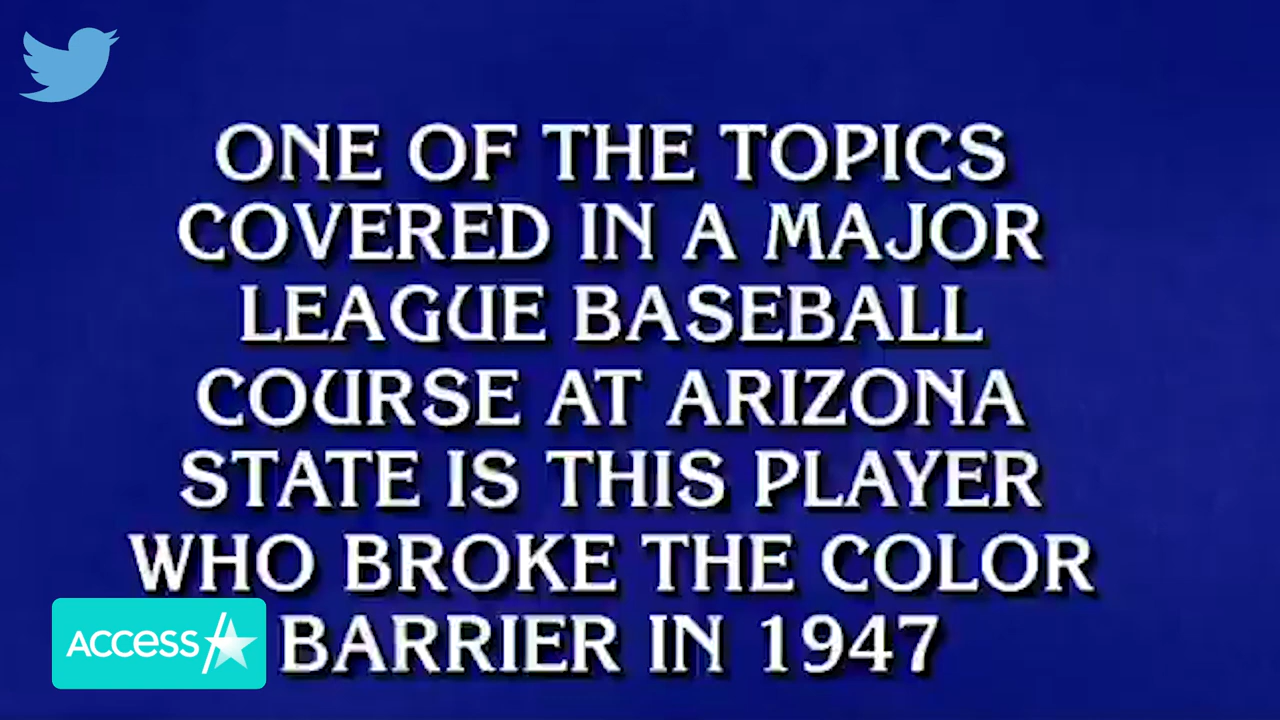 ONE OF THE TOPICS
COVERED IN A MAJOR
LEAGUE BASEBALL
COURSE AT ARIZONA
STATE IS THIS PLAYER
WHO BROKE THE COLOR
BARRIER IN 1947
ACCESS